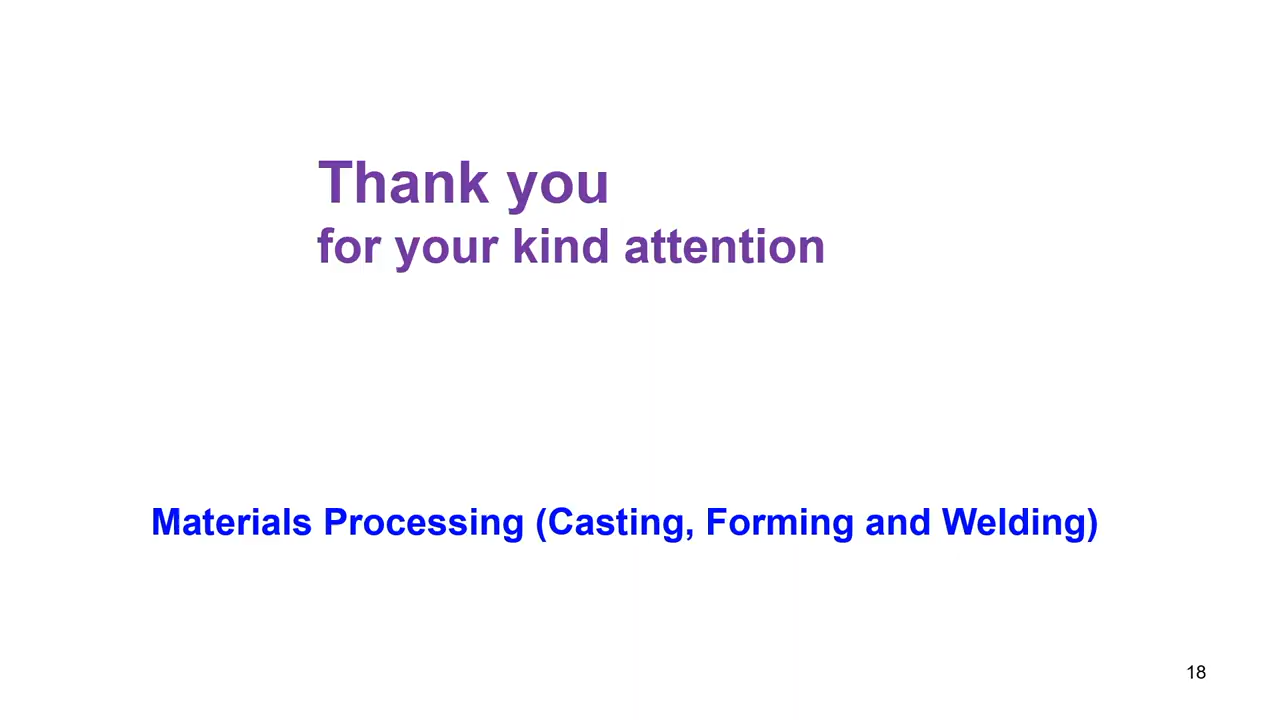 Thank you
for your kind attention
Materials Processing (Casting, Forming and Welding)
18